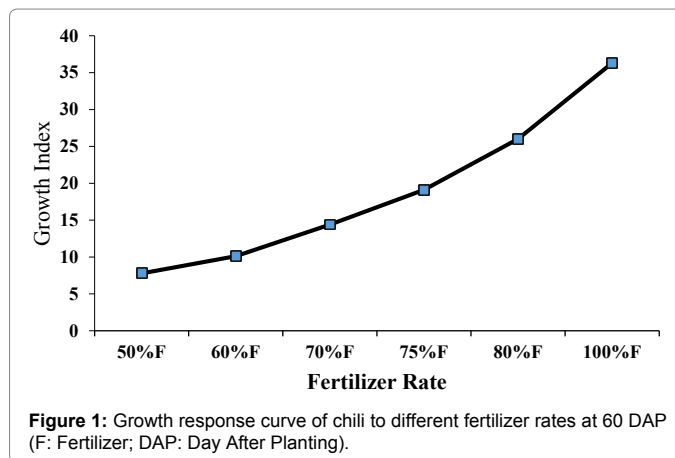 40
35
30
25
20
15
10
5
0
Growth Index
50%F 60%F 70%F 75%F 80%F 100%F
Fertilizer Rate
Figure 1: Growth response curve of chili to different fertilizer rates at 60 DAP
(F: Fertilizer; DAP: Day After Planting).